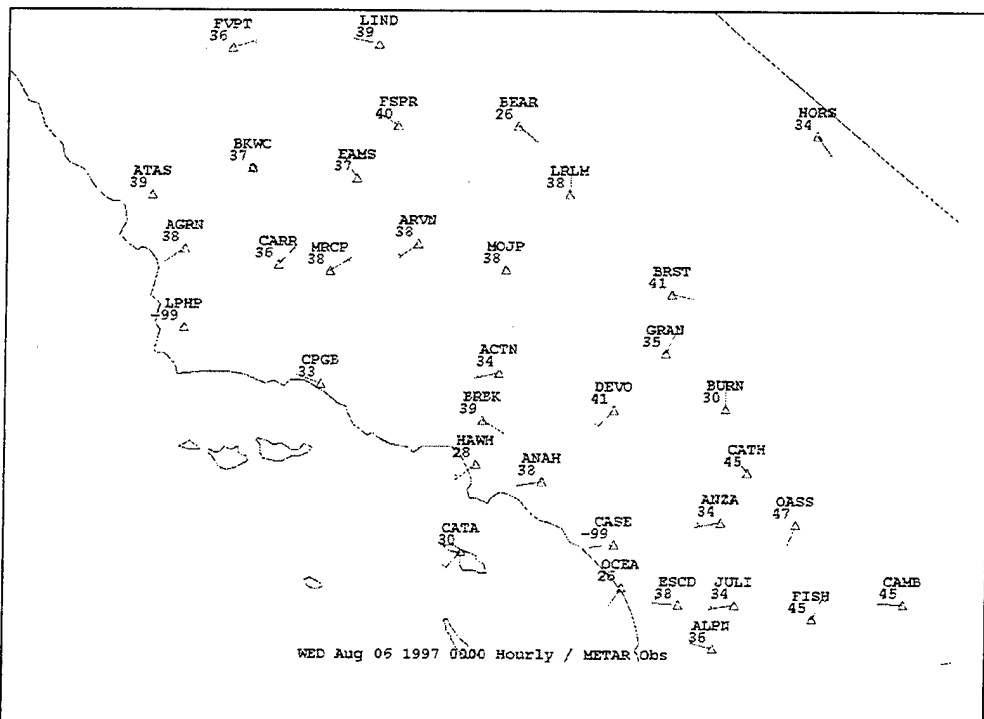 FVPT
36
LIND
39
FSPR
40
BEAR
26
HORS
34
BKWC
37
EAMS
37
ATAS
39
LRLM
38
AGRN
38
ARVN
38
CARR
36
MRCP
38
MOJP
38
BRST
41
LPHP
-99
GRAN
35
ACTN
34
CPGB
33
DEVO
41
BURN
30
BRBK
39
HAWH
28
ANAH
38
CATH
45
ANZA
34
OASS
47
CATA
30
CASE
-99
OCEA
26
ESCD
38
JULI
34
FISH
45
CAMB
45
ALPN
36
WED Aug 06 1997 0000 Hourly / METAR Obs